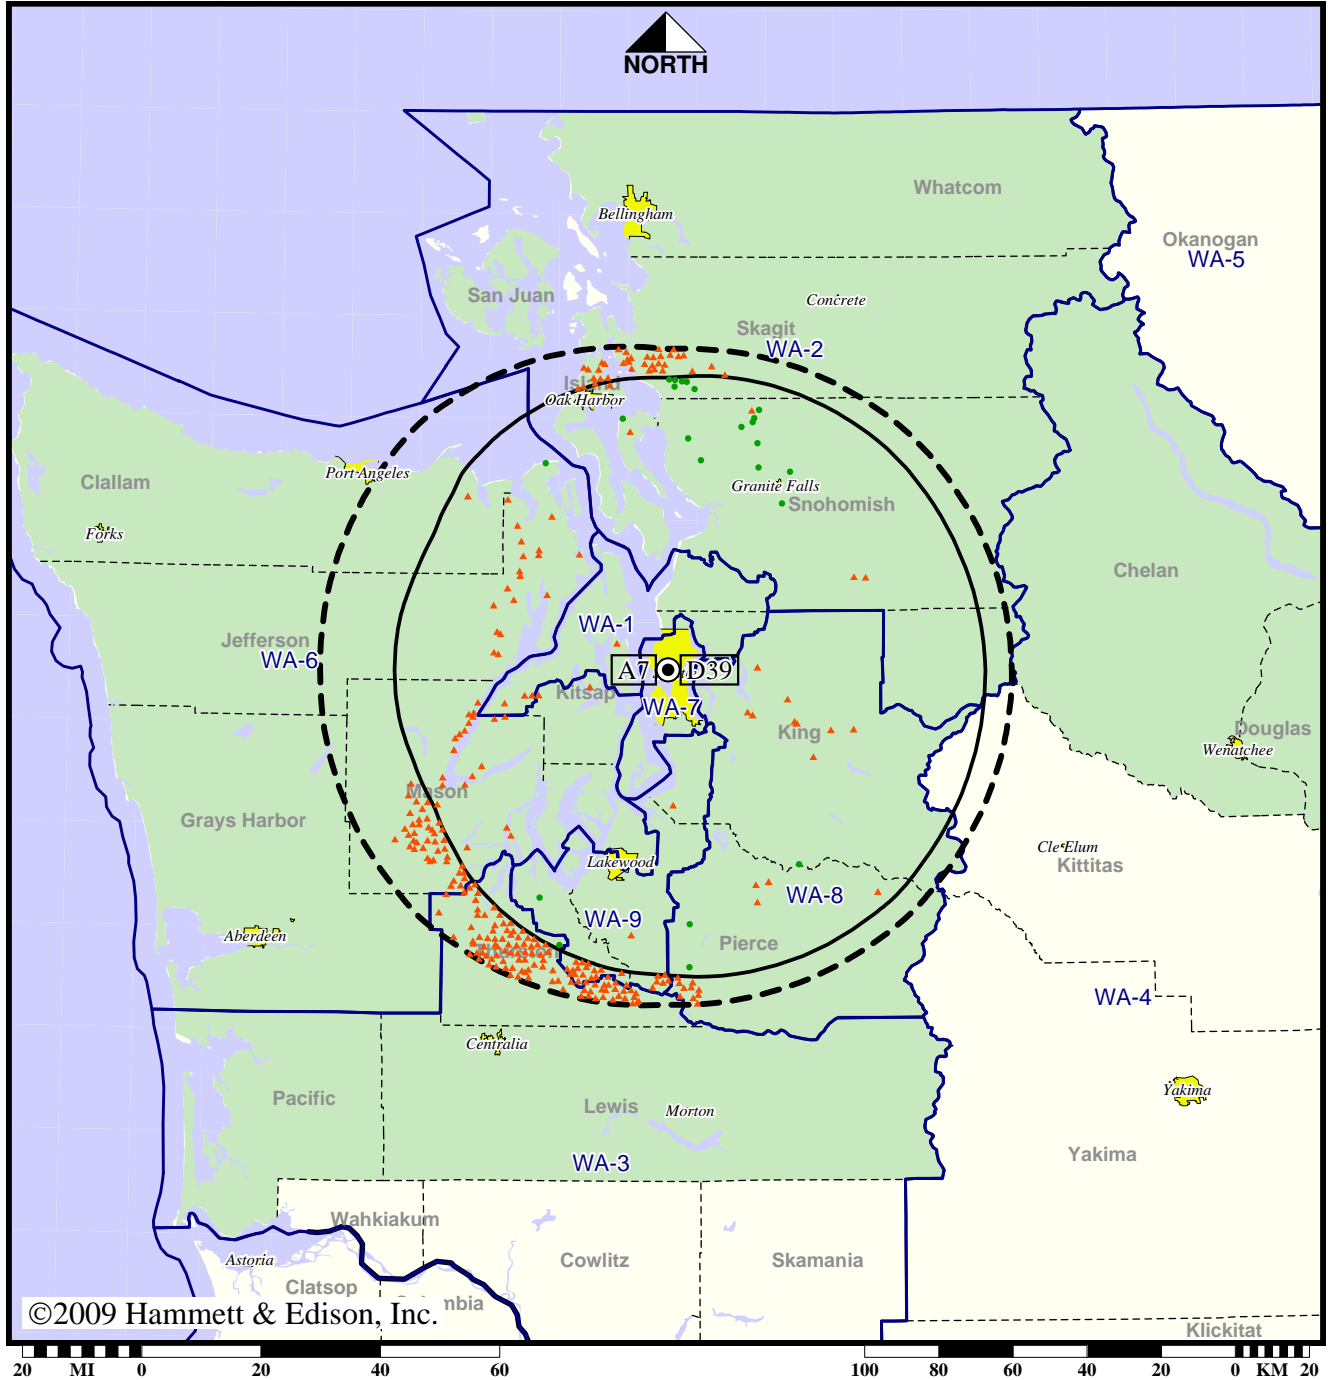 NORTH
Whatcom
Bellingham
Okanogan
WA-5
San Juan
Concrete
Skagit
WA-2
Island
Oak Harbor
Port Angeles
Clallam
Granite Falls
Snohomish
Forks
Chelan
WA-1
Jefferson
WA-6
A7
D39
Kitsap
WA-7
King
Douglas
Wenatchee
Mason
Grays Harbor
Cle Elum
Kittitas
Lakewood
WA-8
WA-9
Aberdeen
Pierce
Thurston
WA-4
Centralia
Yakima
Pacific
Lewis
Morton
Yakima
WA-3
Wahkiakum
Astoria
Cowlitz
Skamania
Clatsop
mbia
©2009 Hammett & Edison, Inc.
Klickitat
20 MI 0 20 40 60 100 80 60 40 20 0 KM 20